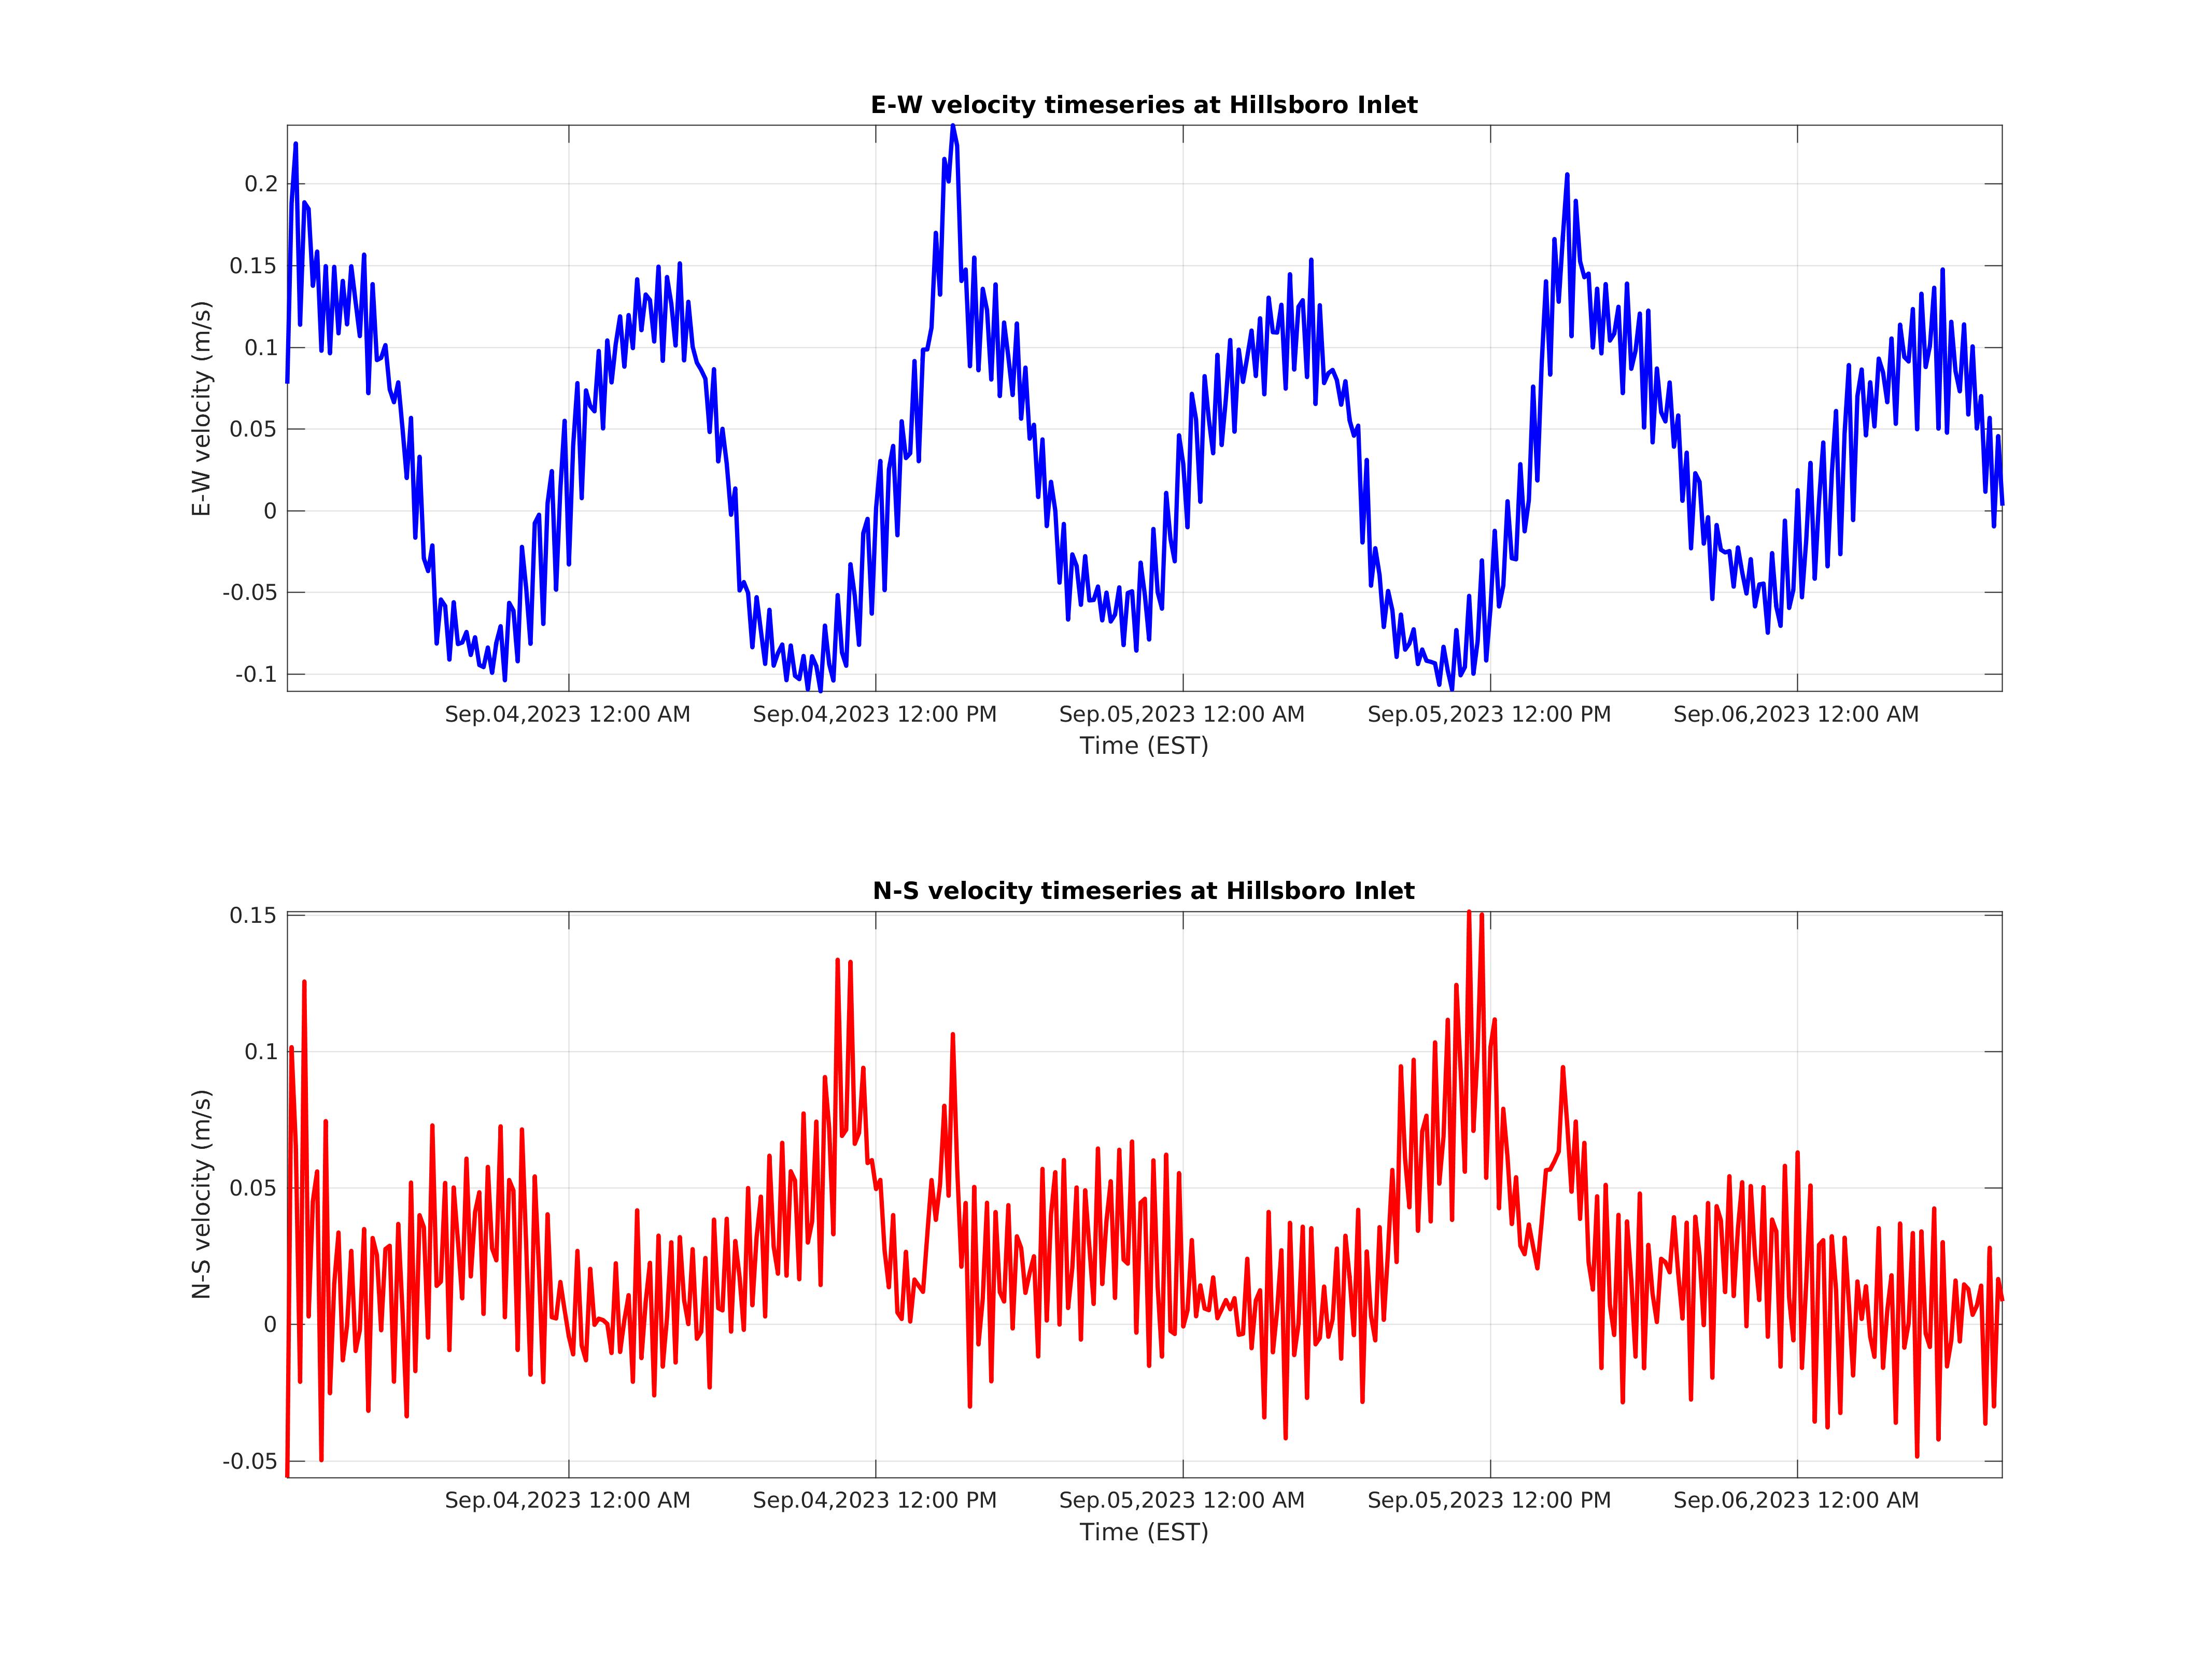 E-W velocity timeseries at Hillsboro Inlet
E-W velocity (m/s)
0.2
0.15
0.1
0.05
0
-0.05
-0.1
Sep.04,2023 12:00 AM Sep.04,2023 12:00 PM Sep.05,2023 12:00 AM Sep.05,2023 12:00 PM Sep.06,2023 12:00 AM
Time (EST)
N-S velocity timeseries at Hillsboro Inlet
N-S velocity (m/s)
0.15
0.1
0.05
0
-0.05
Sep.04,2023 12:00 AM Sep.04,2023 12:00 PM Sep.05,2023 12:00 AM Sep.05,2023 12:00 PM Sep.06,2023 12:00 AM
Time (EST)